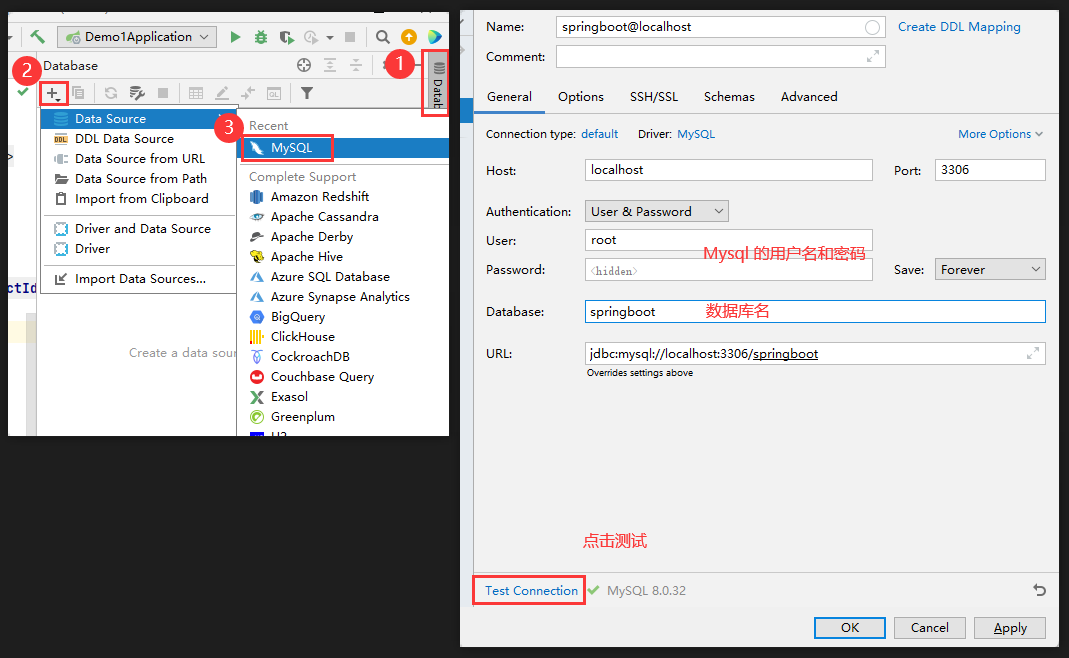 Demo1Application
Database
1
2
Datab
Data Source
DDL Data Source
Data Source from URL
Data Source from Path
Import from Clipboard
Driver and Data Source
Driver
Import Data Sources...
ctId
Create a data sour
3
Recent
MySQL
Complete Support
Amazon Redshift
Apache Cassandra
Apache Derby
Apache Hive
Azure SQL Database
Azure Synapse Analytics
BigQuery
ClickHouse
CockroachDB
Couchbase Query
Exasol
Greenplum
H2
Name: springboot@localhost Create DDL Mapping
Comment:
General Options SSH/SSL Schemas Advanced
Connection type: default Driver: MySQL More Options
Host: localhost Port: 3306
Authentication: User & Password
User: root
Mysql 的用户名和密码
Password: <hidden> Save: Forever
Database: springboot 数据库名
URL: jdbc:mysql://localhost:3306/springboot
Overrides settings above
点击测试
Test Connection MySQL 8.0.32
OK Cancel Apply